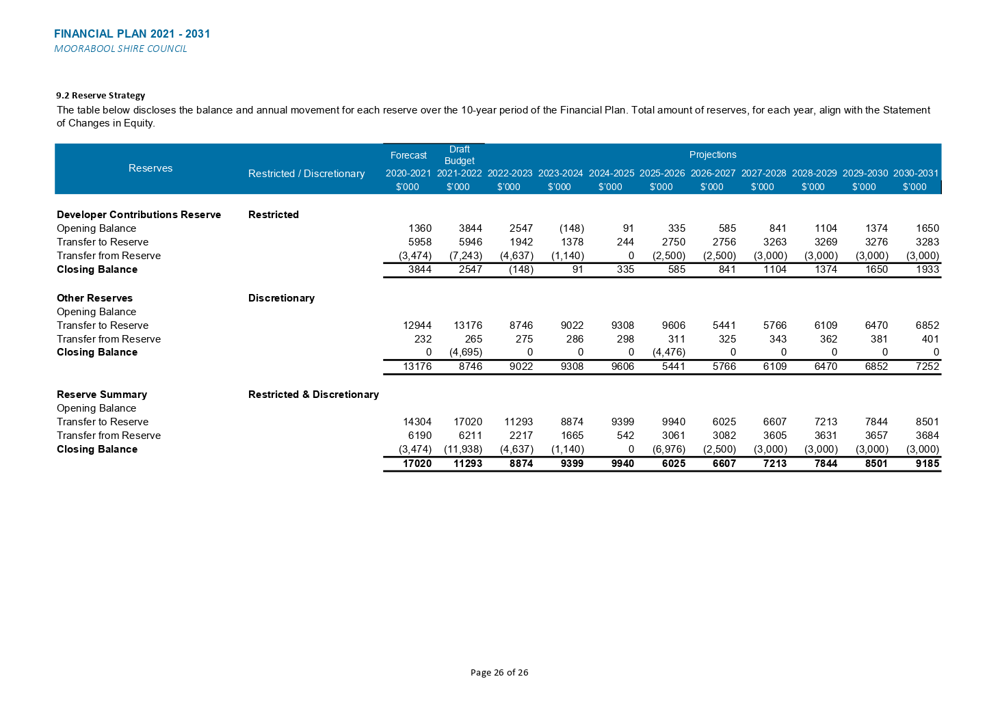 FINANCIAL PLAN 2021 - 2031
MOORABOOL SHIRE COUNCIL
9.2 Reserve Strategy
The table below discloses the balance and annual movement for each reserve over the 10-year period of the Financial Plan. Total amount of reserves, for each year, align with the Statement
of Changes in Equity.
Reserves Restricted / Discretionary Forecast Draft Budget Projections
2020-2021 2021-2022 2022-2023 2023-2024 2024-2025 2025-2026 2026-2027 2027-2028 2028-2029 2029-2030 2030-2031
$'000 $'000 $'000 $'000 $'000 $'000 $'000 $'000 $'000 $'000 $'000
Developer Contributions Reserve Restricted
Opening Balance 1360 3844 2547 (148) 91 335 585 841 1104 1374 1650
Transfer to Reserve 5958 5946 1942 1378 244 2750 2756 3263 3269 3276 3283
Transfer from Reserve (3,474) (7,243) (4,637) (1,140) 0 (2,500) (2,500) (3,000) (3,000) (3,000) (3,000)
Closing Balance 3844 2547 (148) 91 335 585 841 1104 1374 1650 1933
Other Reserves Discretionary
Opening Balance
Transfer to Reserve 12944 13176 8746 9022 9308 9606 5441 5766 6109 6470 6852
Transfer from Reserve 232 265 275 286 298 311 325 343 362 381 401
Closing Balance 0 (4,695) 0 0 0 (4,476) 0 0 0 0 0
13176 8746 9022 9308 9606 5441 5766 6109 6470 6852 7252
Reserve Summary Restricted & Discretionary
Opening Balance
Transfer to Reserve 14304 17020 11293 8874 9399 9940 6025 6607 7213 7844 8501
Transfer from Reserve 6190 6211 2217 1665 542 3061 3082 3605 3631 3657 3684
Closing Balance (3,474) (11,938) (4,637) (1,140) 0 (6,976) (2,500) (3,000) (3,000) (3,000) (3,000)
17020 11293 8874 9399 9940 6025 6607 7213 7844 8501 9185
Page 26 of 26